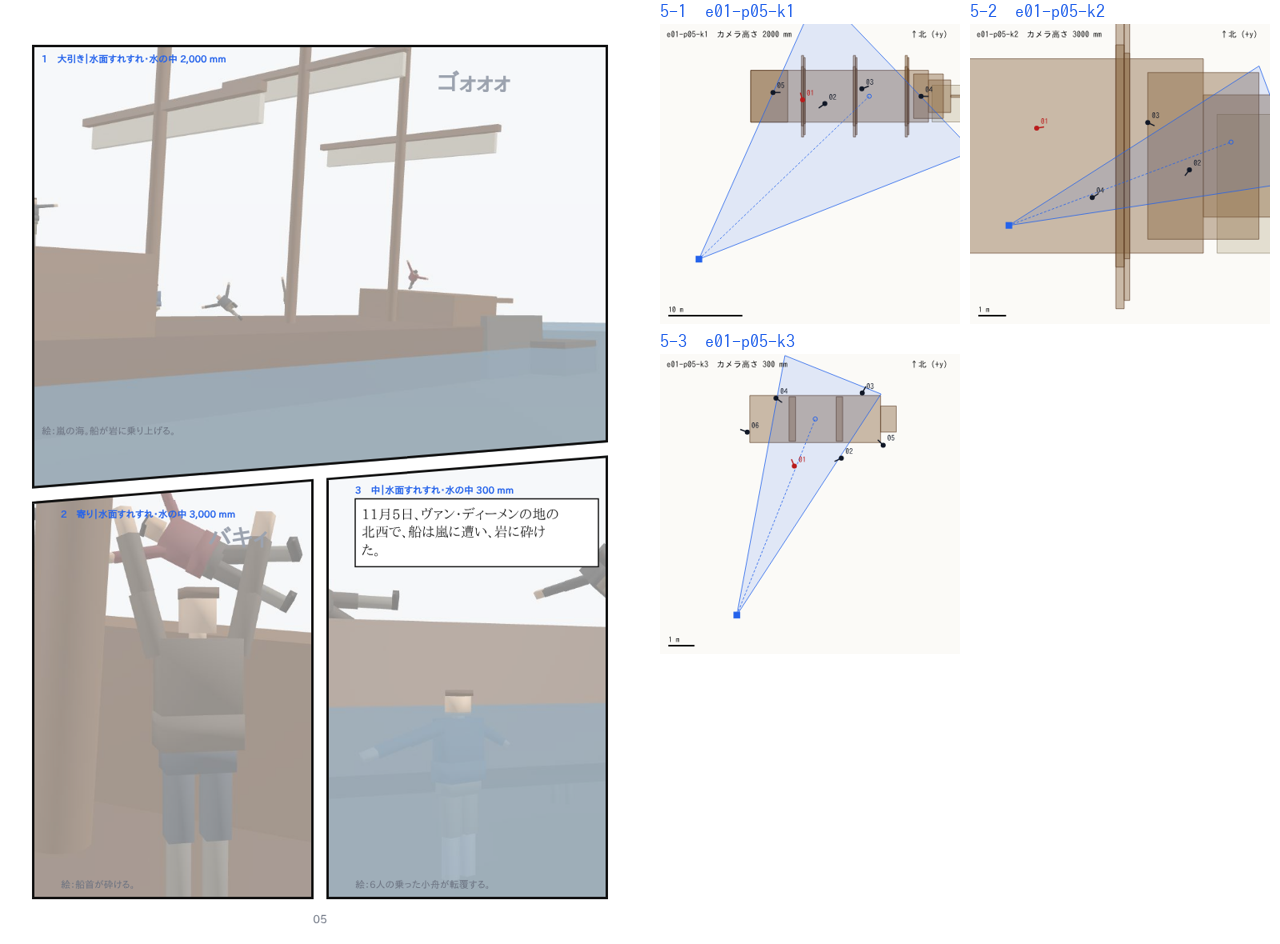 1 大引き|水面すれすれ・水の中 2,000 mm
ゴォオオ
絵:嵐の海。船が岩に乗り上げる。
2 寄り|水面すれすれ・水の中 3,000 mm
バキィ
絵:船首が砕ける。
3 中|水面すれすれ・水の中 300 mm
11月5日、ヴァン・ディーメンの地の
北西で、船は嵐に遭い、岩に砕け
た。
絵:6人の乗った小舟が転覆する。
05
5-1 e01-p05-k1
e01-p05-k1 カメラ高さ 2000 mm
↑北 (+y)
05
01
02
03
04
10 m
5-2 e01-p05-k2
e01-p05-k2 カメラ高さ 3000 mm
↑北 (+y)
01
03
02
04
1 m
5-3 e01-p05-k3
e01-p05-k3 カメラ高さ 300 mm
↑北 (+y)
04
03
06
05
01
02
1 m